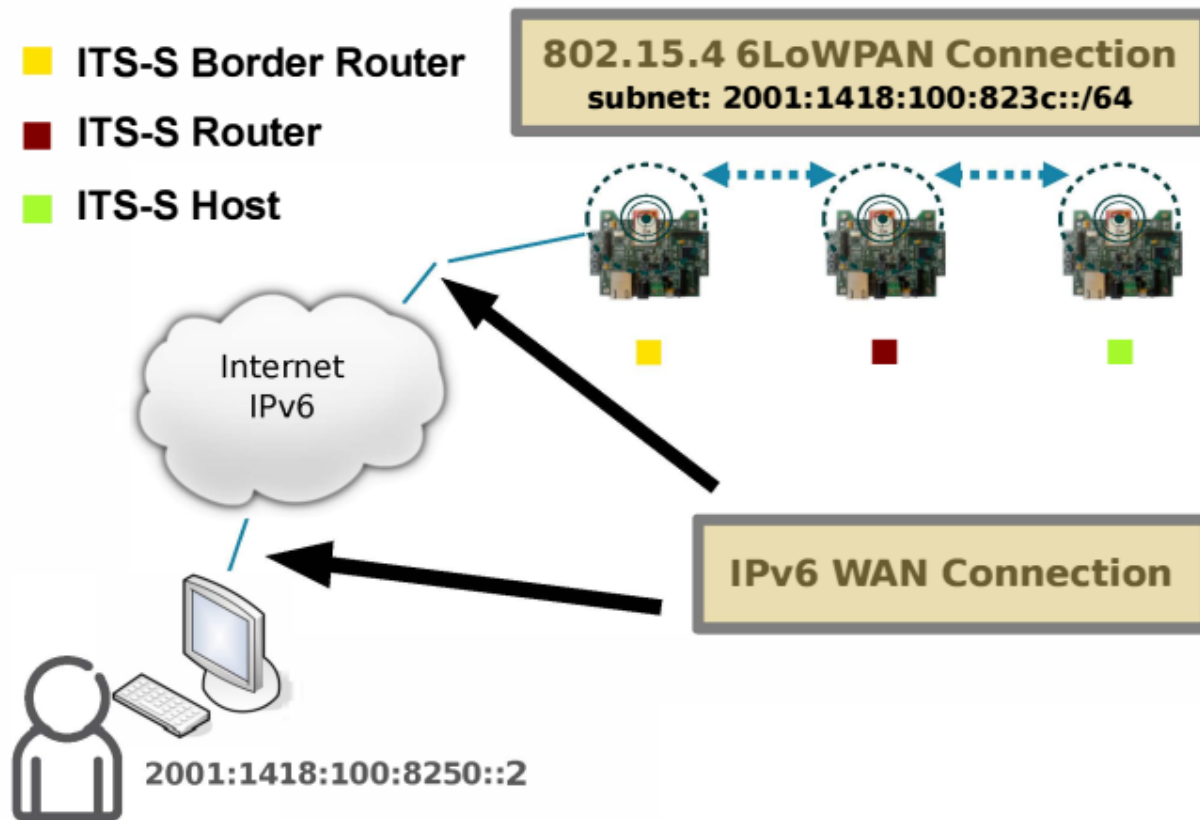 ITS-S Border Router
ITS-S Router
ITS-S Host
802.15.4 6LoWPAN Connection
subnet: 2001:1418:100:823c::/64
Internet
IPv6
IPv6 WAN Connection
2001:1418:100:8250::2